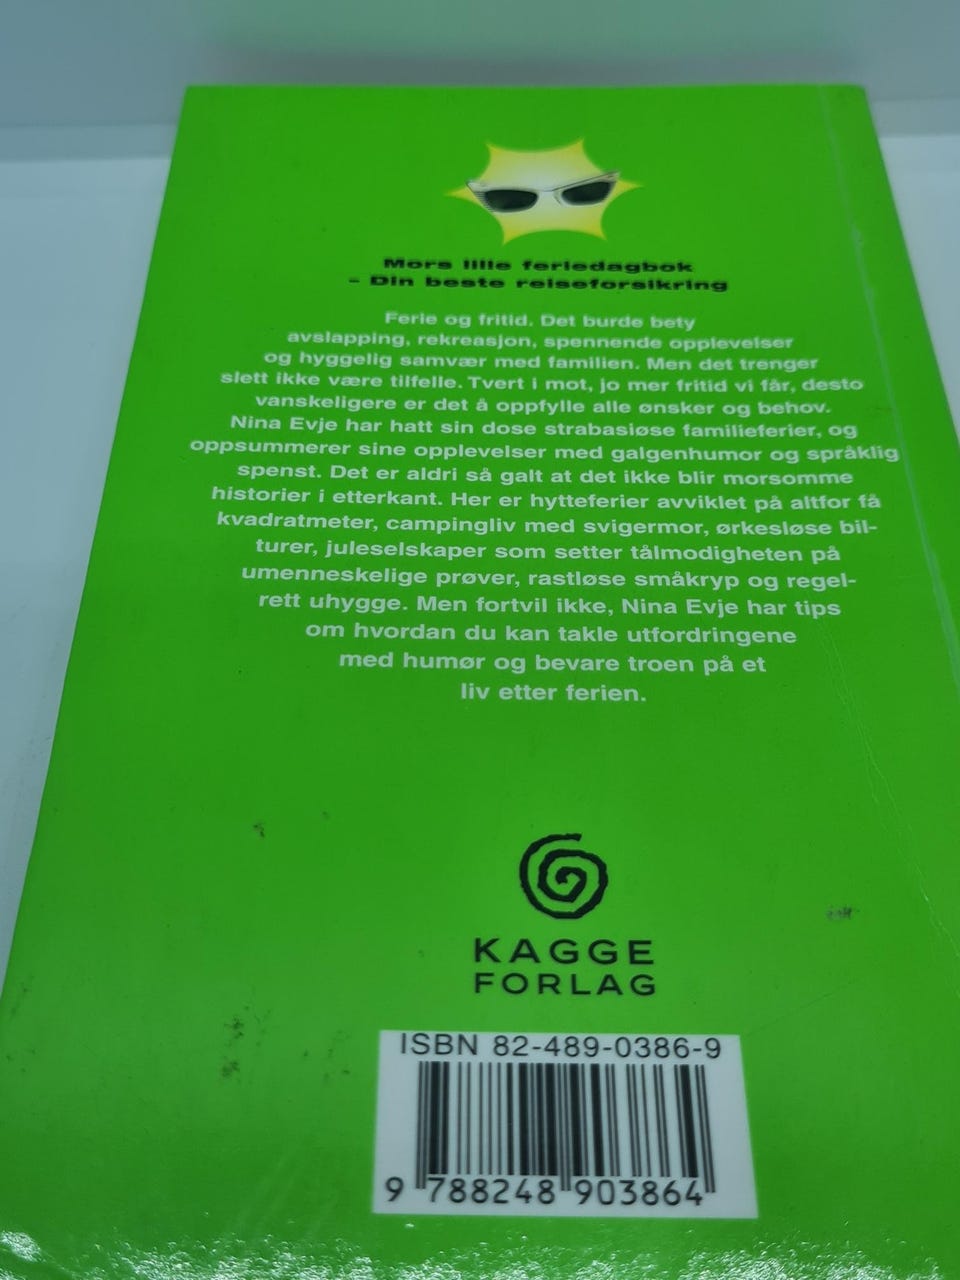 Mors lille feriedagbok
- Din beste reiseforsikring
Ferie og fritid. Det burde bety
avslapping, rekreasjon, spennende opplevelser
og hyggelig samvær med familien. Men det trenger
slett ikke være tilfelle. Tvert i mot, jo mer fritid vi får, desto
vanskeligere er det å oppfylle alle ønsker og behov.
Nina Evje har hatt sin dose strabasiøse familieferier, og
oppsummerer sine opplevelser med galgenhumor og språklig
spenst. Det er aldri så galt at det ikke blir morsomme
historier i etterkant. Her er hytteferier avviklet på altfor få
kvadratmeter, campingliv med svigermor, ørkesløse bil-
turer, juleselskaper som setter tålmodigheten på
umenneskelige prøver, rastløse småkryp og regel-
rett uhygge. Men fortvil ikke, Nina Evje har tips
om hvordan du kan takle utfordringene
med humør og bevare troen på et
liv etter ferien.
KAGGE
FORLAG
ISBN 82-489-0386-9
9 788248 903864